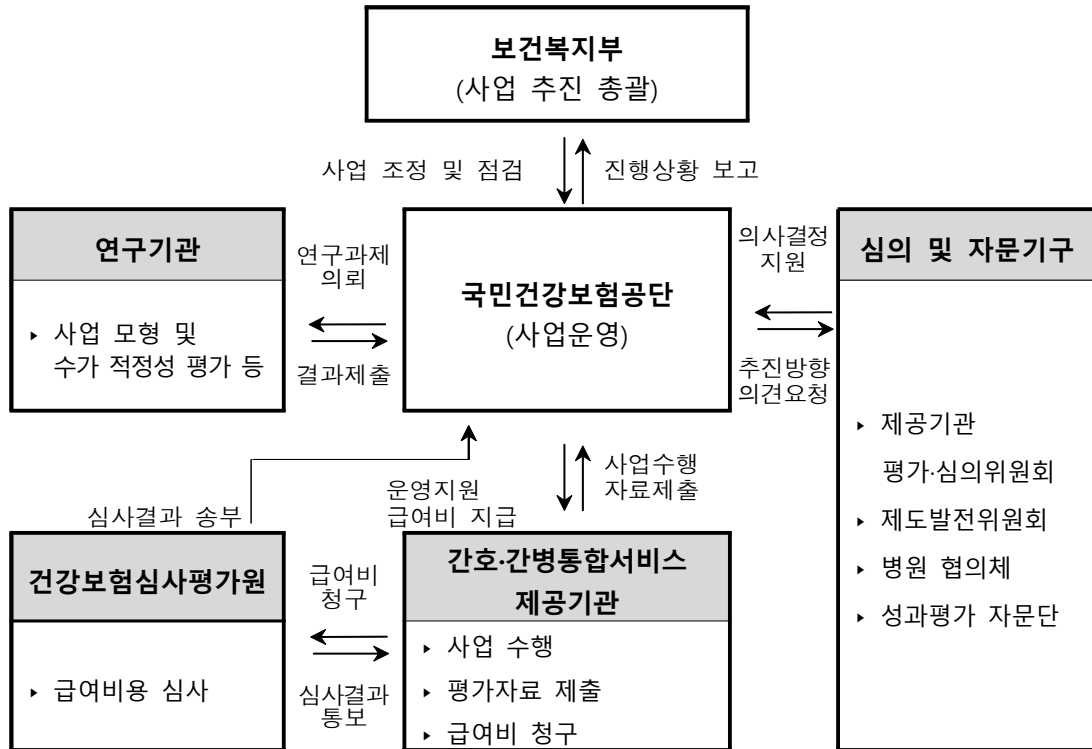 보건복지부
(사업 추진 총괄)
사업 조정 및 점검
진행상황 보고
연구기관
▸ 사업 모형 및
수가 적정성 평가 등
연구과제
의뢰
결과제출
국민건강보험공단
(사업운영)
의사결정
지원
추진방향
의견요청
심의 및 자문기구
▸ 제공기관
평가·심의위원회
▸ 제도발전위원회
▸ 병원 협의체
▸ 성과평가 자문단
심사결과 송부
운영지원
급여비 지급
사업수행
자료제출
건강보험심사평가원
▸ 급여비용 심사
급여비
청구
심사결과
통보
간호·간병통합서비스
제공기관
▸ 사업 수행
▸ 평가자료 제출
▸ 급여비 청구